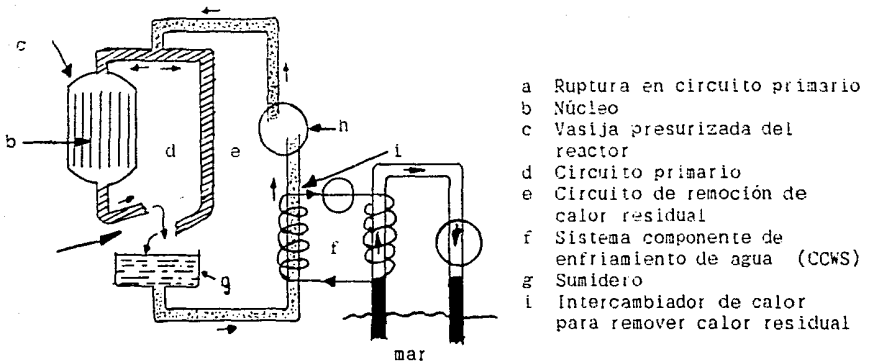 c
b
d
e
h
i
f
g
mar
a Ruptura en circuito primario
b Núcleo
c Vasija presurizada del
reactor
d Circuito primario
e Circuito de remoción de
calor residual
f Sistema componente de
enfriamiento de agua (CCWS)
g Sumidero
i Intercambiador de calor
para remover calor residual